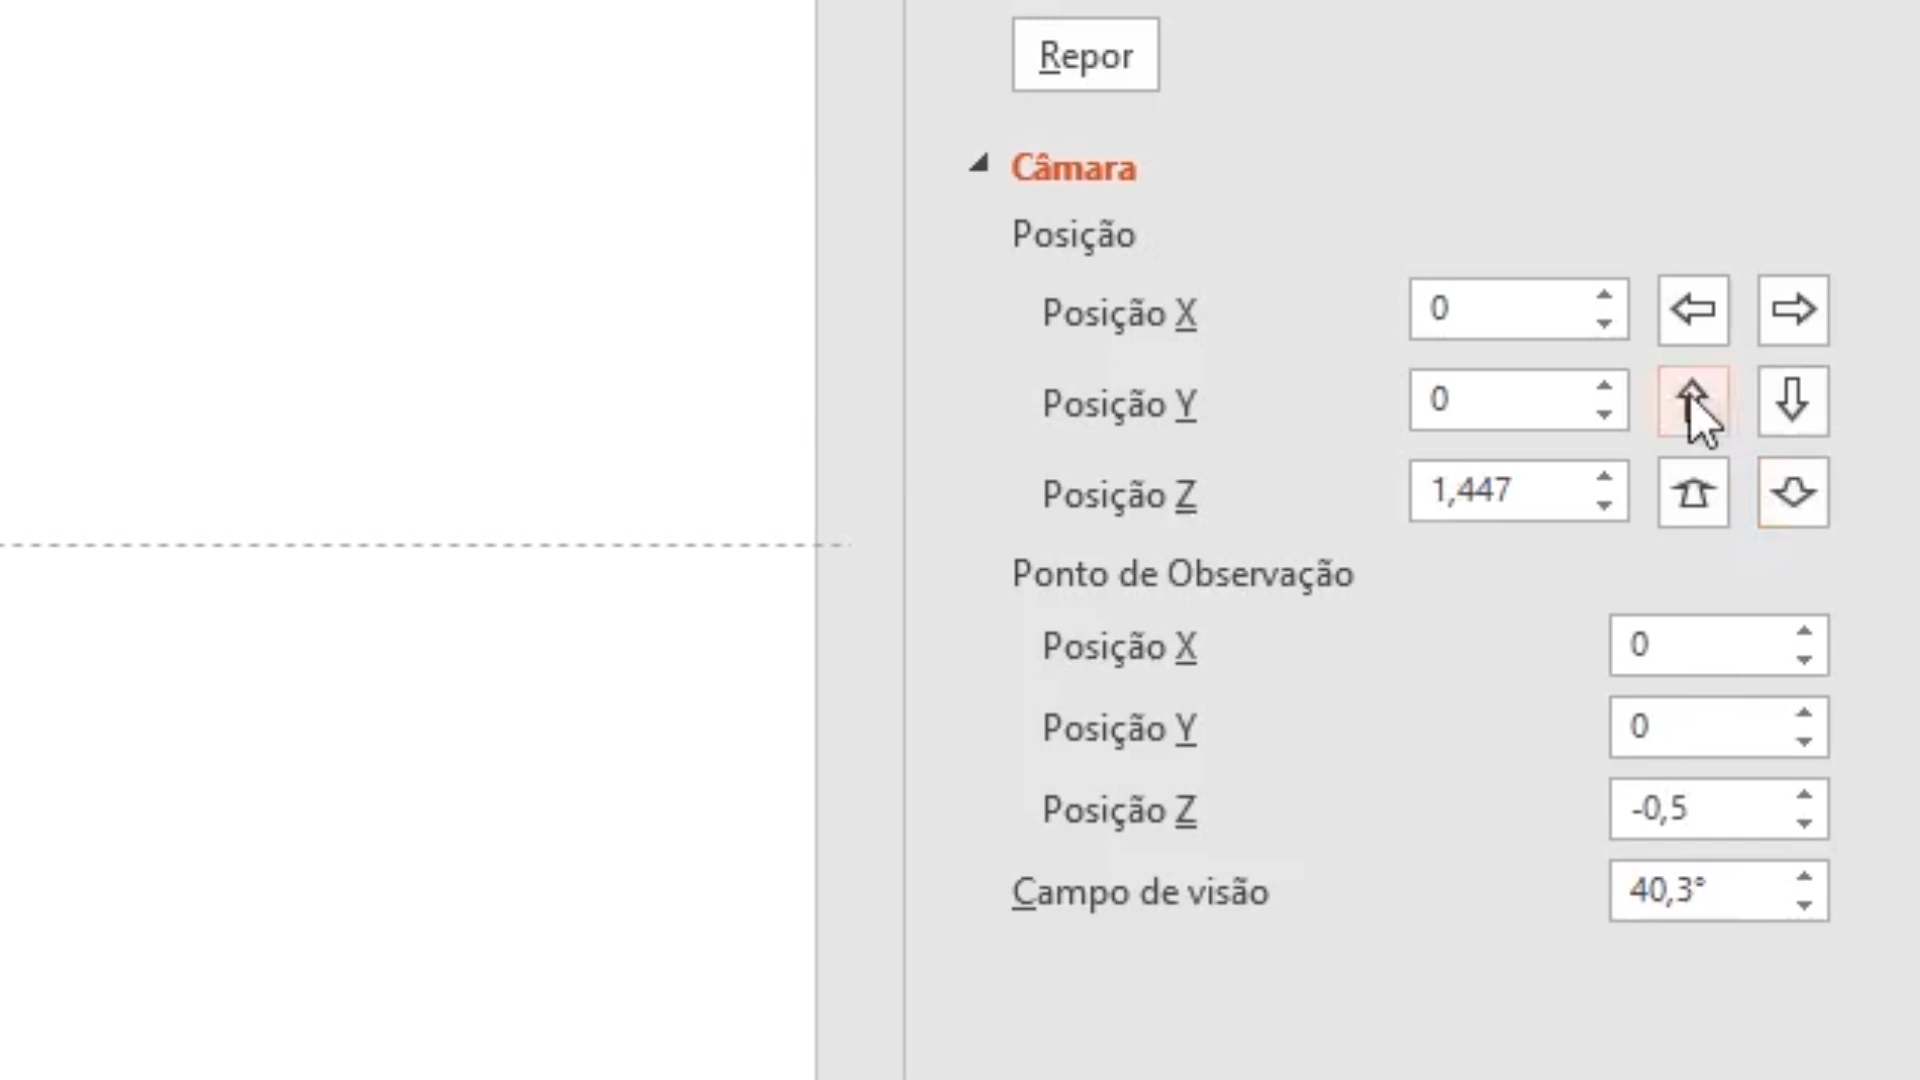 Repor
Câmara
Posição
Posição X 0
Posição Y 0
Posição Z 1,447
Ponto de Observação
Posição X 0
Posição Y 0
Posição Z -0,5
Campo de visão 40,3°